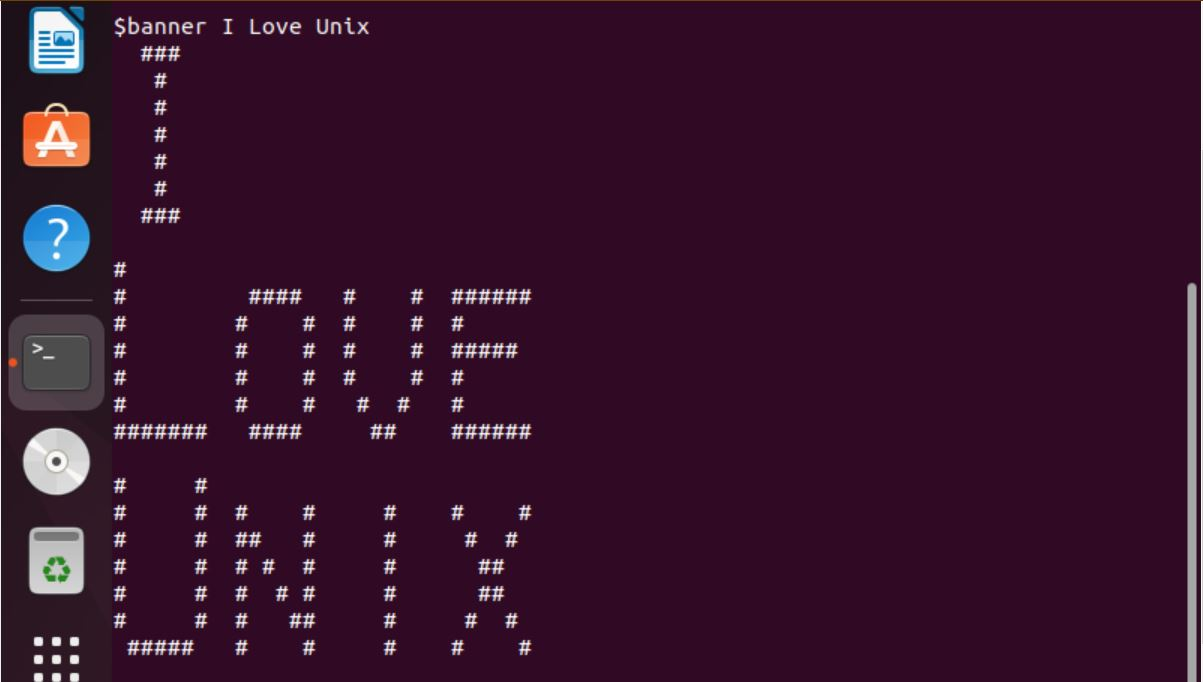 $banner I Love Unix
  ###
   #
   #
   #
   #
   #
  ###

#
#         ####   #    #  ######
#        #    #  #    #  #
#        #    #  #    #  #####
#        #    #  #    #  #
#        #    #   #  #   #
#######   ####     ##    ######

#     #
#     #  #    #     #    #    #
#     #  ##   #     #     #  #
#     #  # #  #     #      ##
#     #  #  # #     #      ##
#     #  #   ##     #     #  #
 #####   #    #     #    #    #